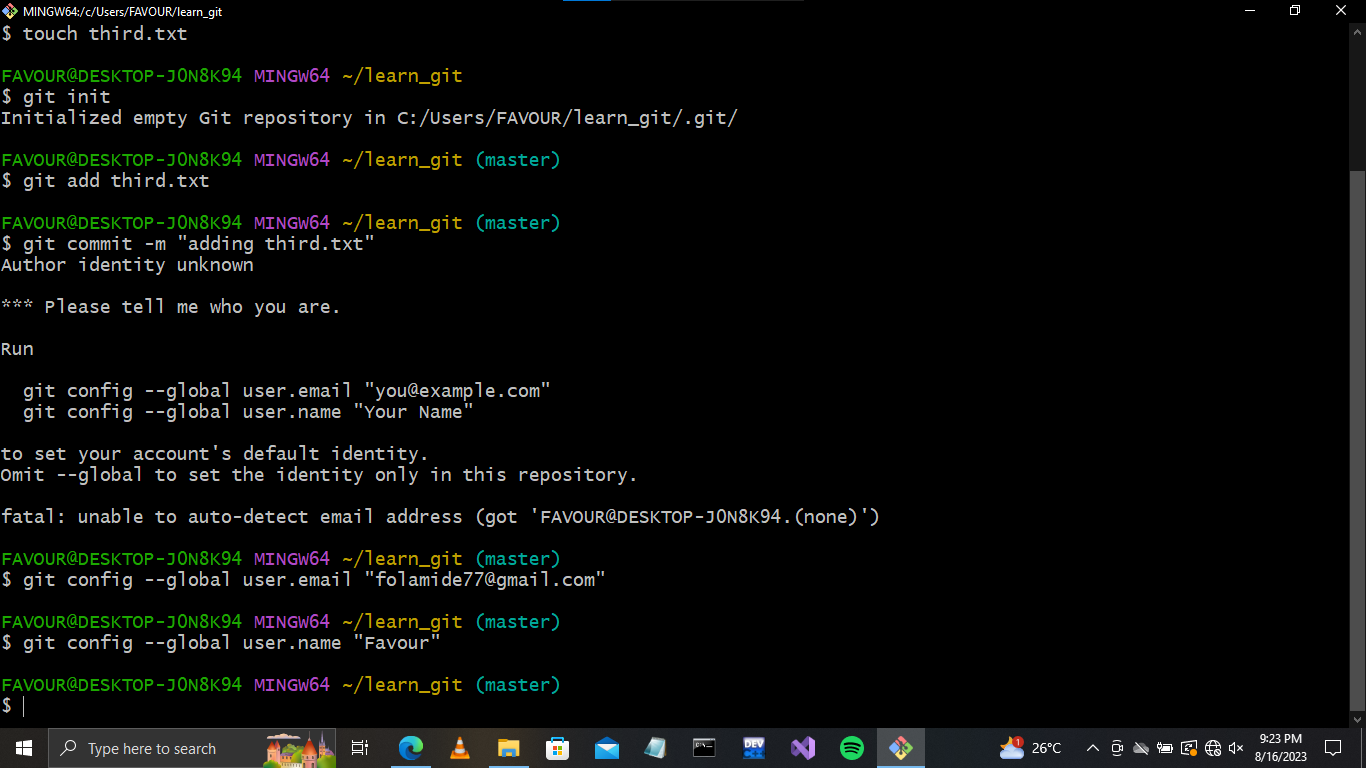 MINGW64:/c/Users/FAVOUR/learn_git
$ touch third.txt
FAVOUR@DESKTOP-J0N8K94 MINGW64 ~/learn_git
$ git init
Initialized empty Git repository in C:/Users/FAVOUR/learn_git/.git/
FAVOUR@DESKTOP-J0N8K94 MINGW64 ~/learn_git (master)
$ git add third.txt
FAVOUR@DESKTOP-J0N8K94 MINGW64 ~/learn_git (master)
$ git commit -m "adding third.txt"
Author identity unknown
*** Please tell me who you are.
Run
git config --global user.email "you@example.com"
git config --global user.name "Your Name"
to set your account's default identity.
Omit --global to set the identity only in this repository.
fatal: unable to auto-detect email address (got 'FAVOUR@DESKTOP-J0N8K94.(none)')
FAVOUR@DESKTOP-J0N8K94 MINGW64 ~/learn_git (master)
$ git config --global user.email "folamide77@gmail.com"
FAVOUR@DESKTOP-J0N8K94 MINGW64 ~/learn_git (master)
$ git config --global user.name "Favour"
FAVOUR@DESKTOP-J0N8K94 MINGW64 ~/learn_git (master)
$
Type here to search
DEV
1
26°C
9:23 PM
8/16/2023